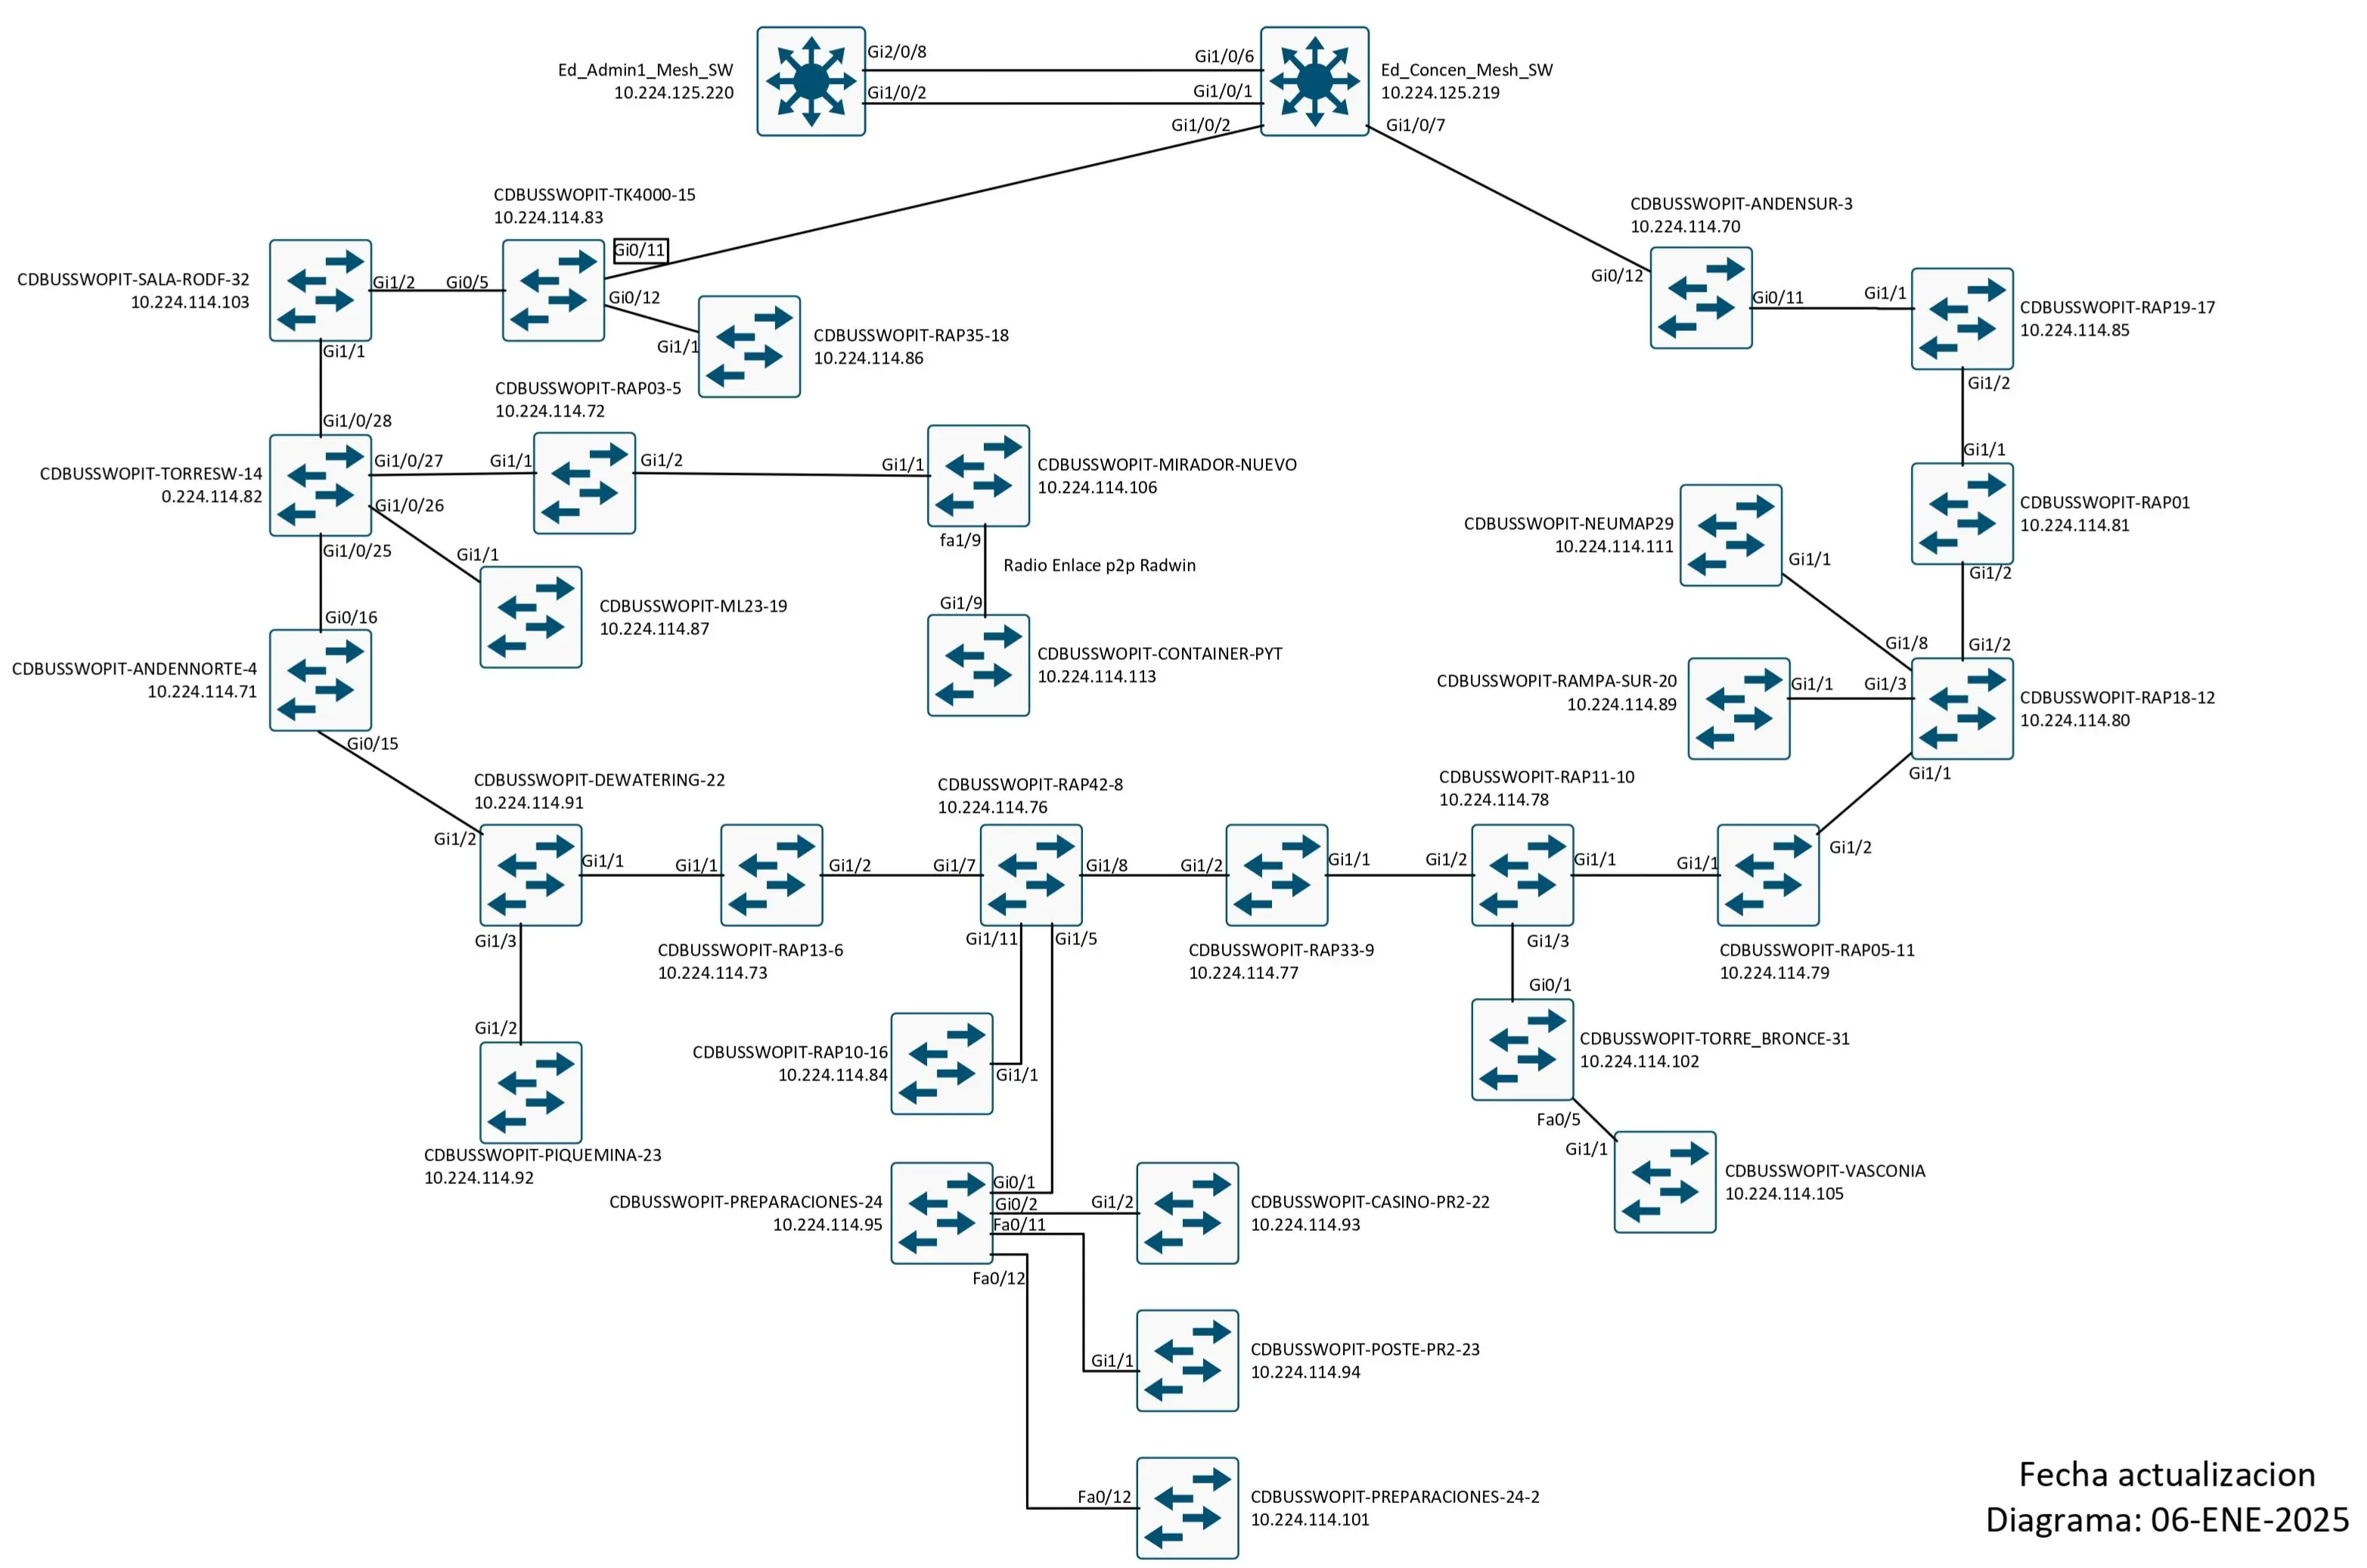 Gi2/0/8
Gi1/0/6
Ed_Admin1_Mesh_SW
10.224.125.220
Ed_Concen_Mesh_SW
10.224.125.219
Gi1/0/2
Gi1/0/1
Gi1/0/2
Gi1/0/7
CDBUSSWOPIT-TK4000-15
10.224.114.83
CDBUSSWOPIT-ANDENSUR-3
10.224.114.70
Gi0/11
CDBUSSWOPIT-SALA-RODF-32
10.224.114.103
Gi1/2
Gi0/5
Gi0/12
Gi0/12
Gi0/11
Gi1/1
CDBUSSWOPIT-RAP19-17
10.224.114.85
Gi1/1
CDBUSSWOPIT-RAP35-18
10.224.114.86
Gi1/1
Gi1/2
CDBUSSWOPIT-RAP03-5
10.224.114.72
Gi1/0/28
Gi1/1
CDBUSSWOPIT-TORRESW-14
0.224.114.82
Gi1/0/27
Gi1/1
Gi1/2
Gi1/1
CDBUSSWOPIT-MIRADOR-NUEVO
10.224.114.106
Gi1/0/26
CDBUSSWOPIT-NEUMAP29
10.224.114.111
CDBUSSWOPIT-RAP01
10.224.114.81
Gi1/0/25
Gi1/1
fa1/9
Radio Enlace p2p Radwin
Gi1/1
Gi1/2
Gi0/16
CDBUSSWOPIT-ML23-19
10.224.114.87
Gi1/9
Gi1/8
Gi1/2
CDBUSSWOPIT-ANDENNORTE-4
10.224.114.71
CDBUSSWOPIT-CONTAINER-PYT
10.224.114.113
CDBUSSWOPIT-RAMPA-SUR-20
10.224.114.89
Gi1/1
Gi1/3
CDBUSSWOPIT-RAP18-12
10.224.114.80
Gi0/15
Gi1/1
CDBUSSWOPIT-DEWATERING-22
10.224.114.91
CDBUSSWOPIT-RAP42-8
10.224.114.76
CDBUSSWOPIT-RAP11-10
10.224.114.78
Gi1/2
Gi1/1
Gi1/1
Gi1/2
Gi1/7
Gi1/8
Gi1/2
Gi1/1
Gi1/2
Gi1/1
Gi1/1
Gi1/2
Gi1/3
CDBUSSWOPIT-RAP13-6
10.224.114.73
Gi1/11
Gi1/5
CDBUSSWOPIT-RAP33-9
10.224.114.77
Gi1/3
CDBUSSWOPIT-RAP05-11
10.224.114.79
Gi0/1
Gi1/2
CDBUSSWOPIT-RAP10-16
10.224.114.84
Gi1/1
CDBUSSWOPIT-TORRE_BRONCE-31
10.224.114.102
Fa0/5
Gi1/1
CDBUSSWOPIT-PIQUEMINA-23
10.224.114.92
CDBUSSWOPIT-VASCONIA
10.224.114.105
CDBUSSWOPIT-PREPARACIONES-24
10.224.114.95
Gi0/1
Gi0/2
Fa0/11
Gi1/2
CDBUSSWOPIT-CASINO-PR2-22
10.224.114.93
Fa0/12
Gi1/1
CDBUSSWOPIT-POSTE-PR2-23
10.224.114.94
Fa0/12
CDBUSSWOPIT-PREPARACIONES-24-2
10.224.114.101
Fecha actualizacion
Diagrama: 06-ENE-2025